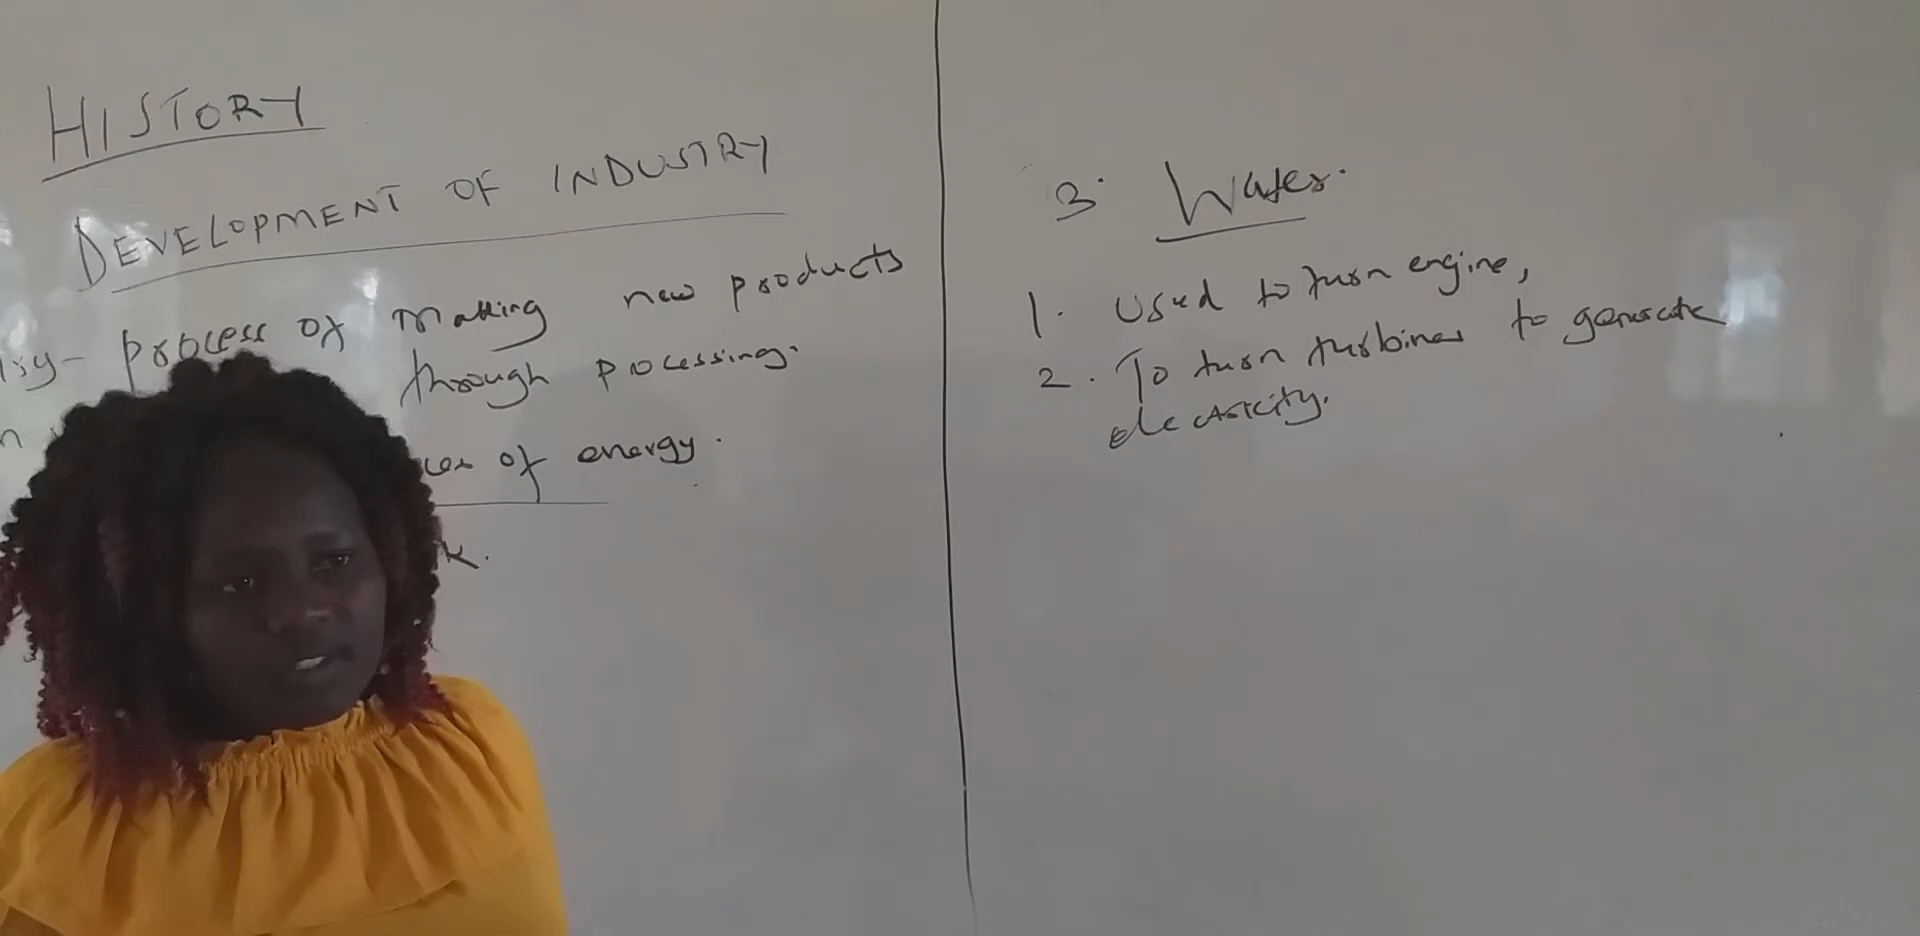 HISTORY
DEVELOPMENT OF INDUSTRY
process of making new products
through processing.
of energy.
3. Water.
1. Used to turn engine,
2. To turn turbines to generate
electricity.